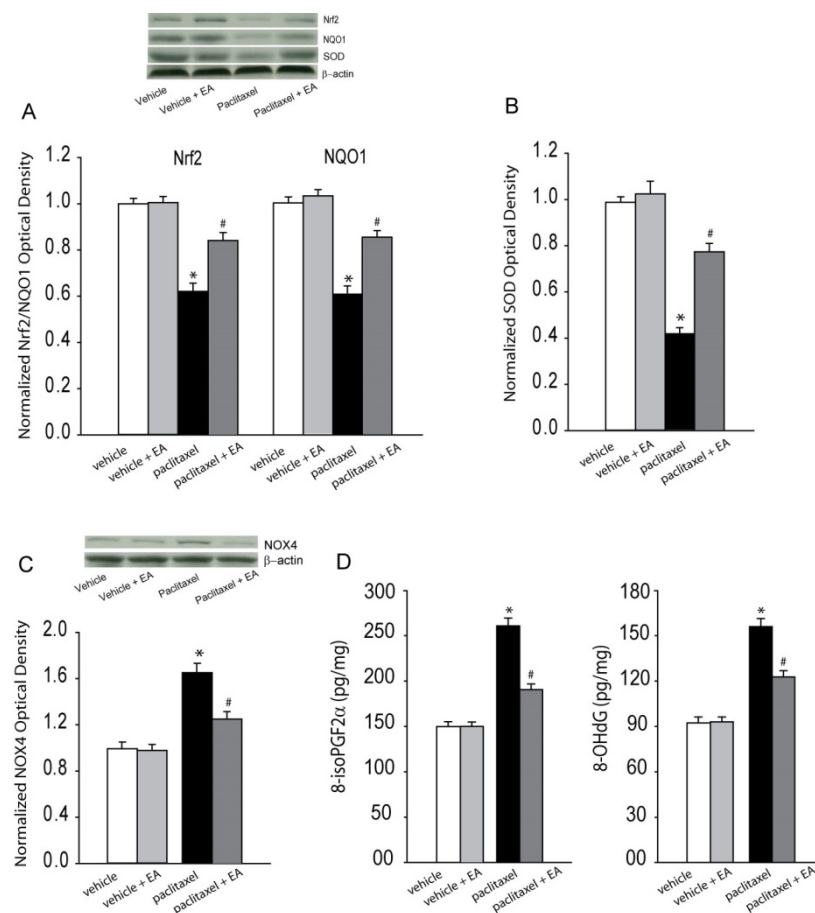 Nrf2
NQO1
SOD
β-actin
Vehicle
Vehicle + EA
Paclitaxel
Paclitaxel + EA
A
Nrf2 NQO1
Normalized Nrf2/NQO1 Optical Density
1.2
1.0
0.8
0.6
0.4
0.2
0.0
*
#
*
#
vehicle
vehicle + EA
paclitaxel
paclitaxel + EA
vehicle
vehicle + EA
paclitaxel
paclitaxel + EA
B
Normalized SOD Optical Density
1.2
1.0
0.8
0.6
0.4
0.2
0.0
*
#
vehicle
vehicle + EA
paclitaxel
paclitaxel + EA
C
NOX4
β-actin
Vehicle
Vehicle + EA
Paclitaxel
Paclitaxel + EA
Normalized NOX4 Optical Density
2.0
1.6
1.2
0.8
0.4
0.0
*
#
vehicle
vehicle + EA
paclitaxel
paclitaxel + EA
D
8-isoPGF2α (pg/mg)
300
250
200
150
100
00
*
#
vehicle
vehicle + EA
paclitaxel
paclitaxel + EA
8-OHdG (pg/mg)
180
150
120
90
60
30
00
*
#
vehicle
vehicle + EA
paclitaxel
paclitaxel + EA